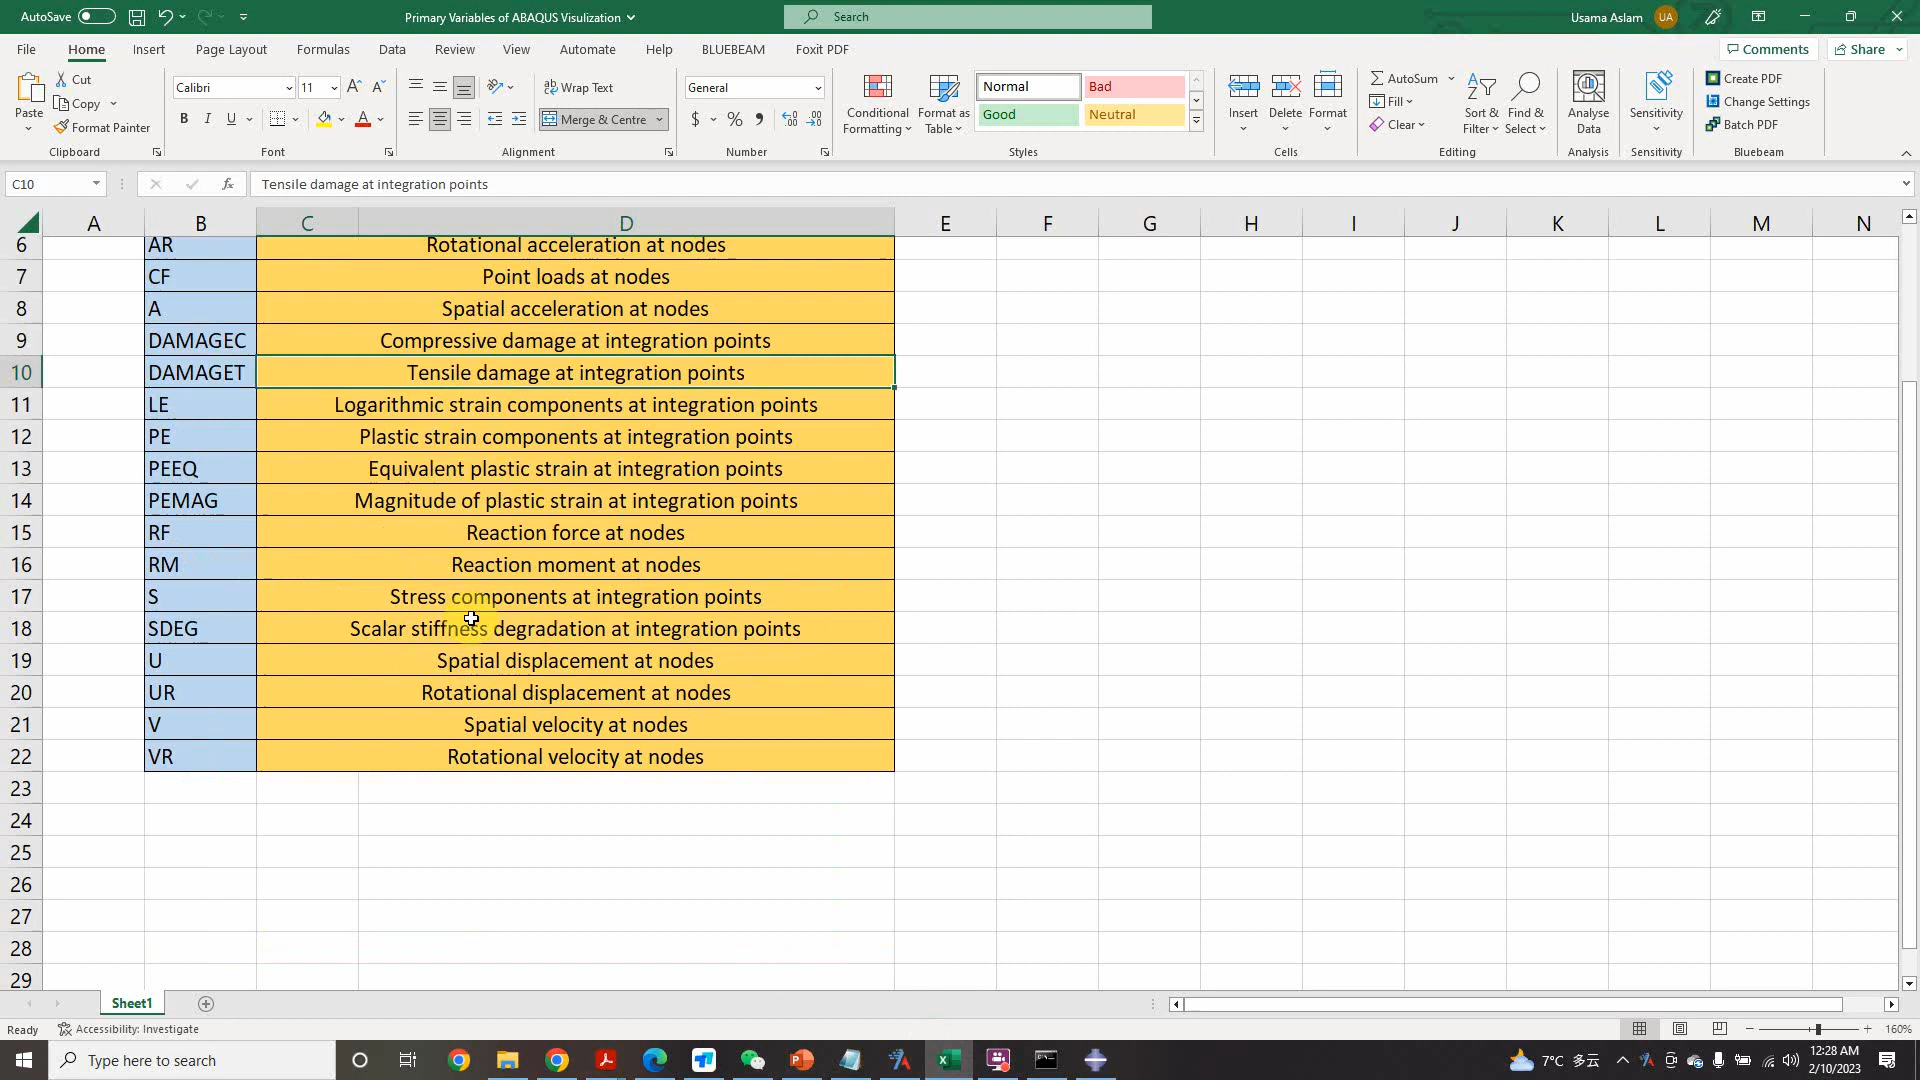 AutoSave Off Primary Variables of ABAQUS Visulization Search Usama Aslam UA
File Home Insert Page Layout Formulas Data Review View Automate Help BLUEBEAM Foxit PDF Comments Share
Paste Cut Copy Format Painter Clipboard
Calibri 11 B I U Font
Wrap Text Merge & Centre Alignment
General $ % Number
Conditional Formatting Format as Table Normal Bad Good Neutral Styles
Insert Delete Format Cells
AutoSum Fill Clear Sort & Filter Find & Select Editing
Analyse Data Analysis
Sensitivity Sensitivity
Create PDF Change Settings Batch PDF Bluebeam
C10 fx Tensile damage at integration points
A B C D E F G H I J K L M N
6 AR Rotational acceleration at nodes
7 CF Point loads at nodes
8 A Spatial acceleration at nodes
9 DAMAGEC Compressive damage at integration points
10 DAMAGET Tensile damage at integration points
11 LE Logarithmic strain components at integration points
12 PE Plastic strain components at integration points
13 PEEQ Equivalent plastic strain at integration points
14 PEMAG Magnitude of plastic strain at integration points
15 RF Reaction force at nodes
16 RM Reaction moment at nodes
17 S Stress components at integration points
18 SDEG Scalar stiffness degradation at integration points
19 U Spatial displacement at nodes
20 UR Rotational displacement at nodes
21 V Spatial velocity at nodes
22 VR Rotational velocity at nodes
23
24
25
26
27
28
29
Sheet1
Ready Accessibility: Investigate 160%
Type here to search 7°C 多云 12:28 AM
2/10/2023